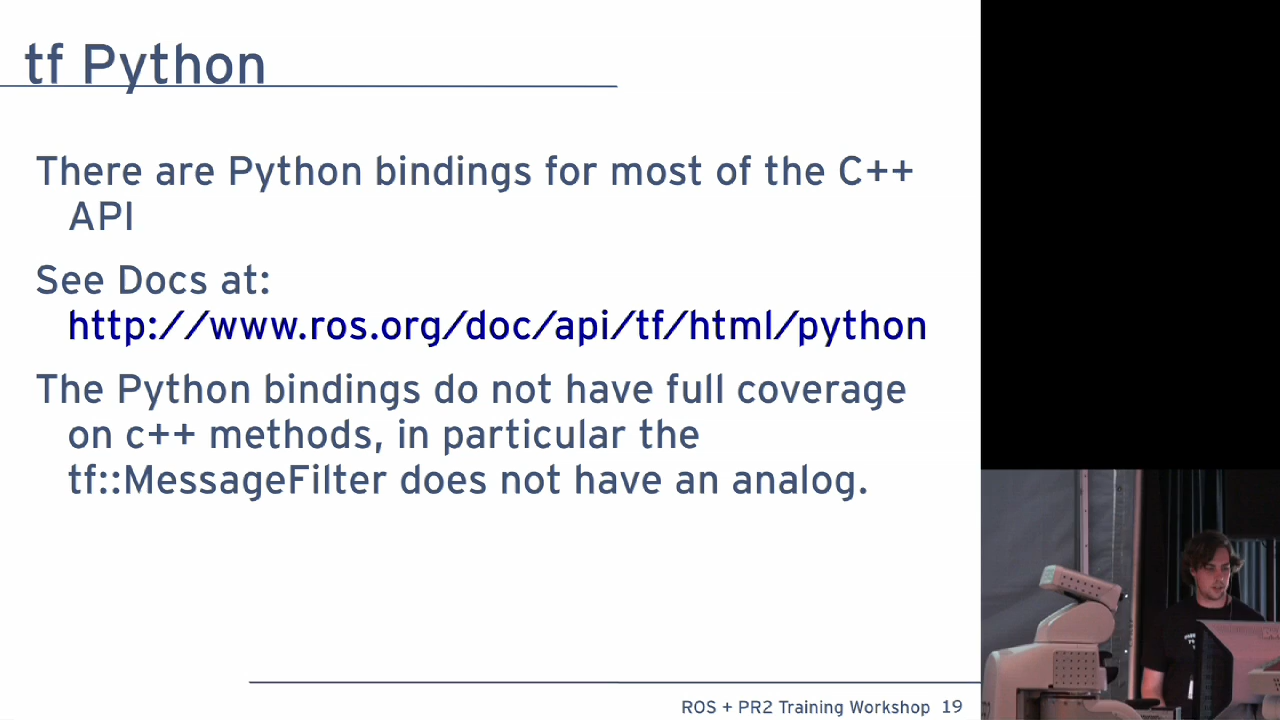 tf Python
There are Python bindings for most of the C++
API
See Docs at:
http://www.ros.org/doc/api/tf/html/python
The Python bindings do not have full coverage
on c++ methods, in particular the
tf::MessageFilter does not have an analog.
ROS + PR2 Training Workshop 19